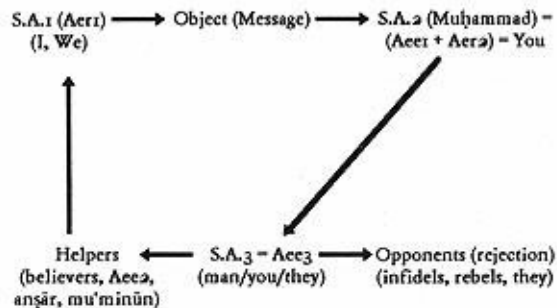 S.A.1 (Aer1)
(I, We)
Object (Message)
S.A.2 (Muḥammad) =
(Aee1 + Aer2) = You
Helpers
(believers, Aee2,
anṣār, mu'minūn)
S.A.3 = Aee3
(man/you/they)
Opponents (rejection)
(infidels, rebels, they)